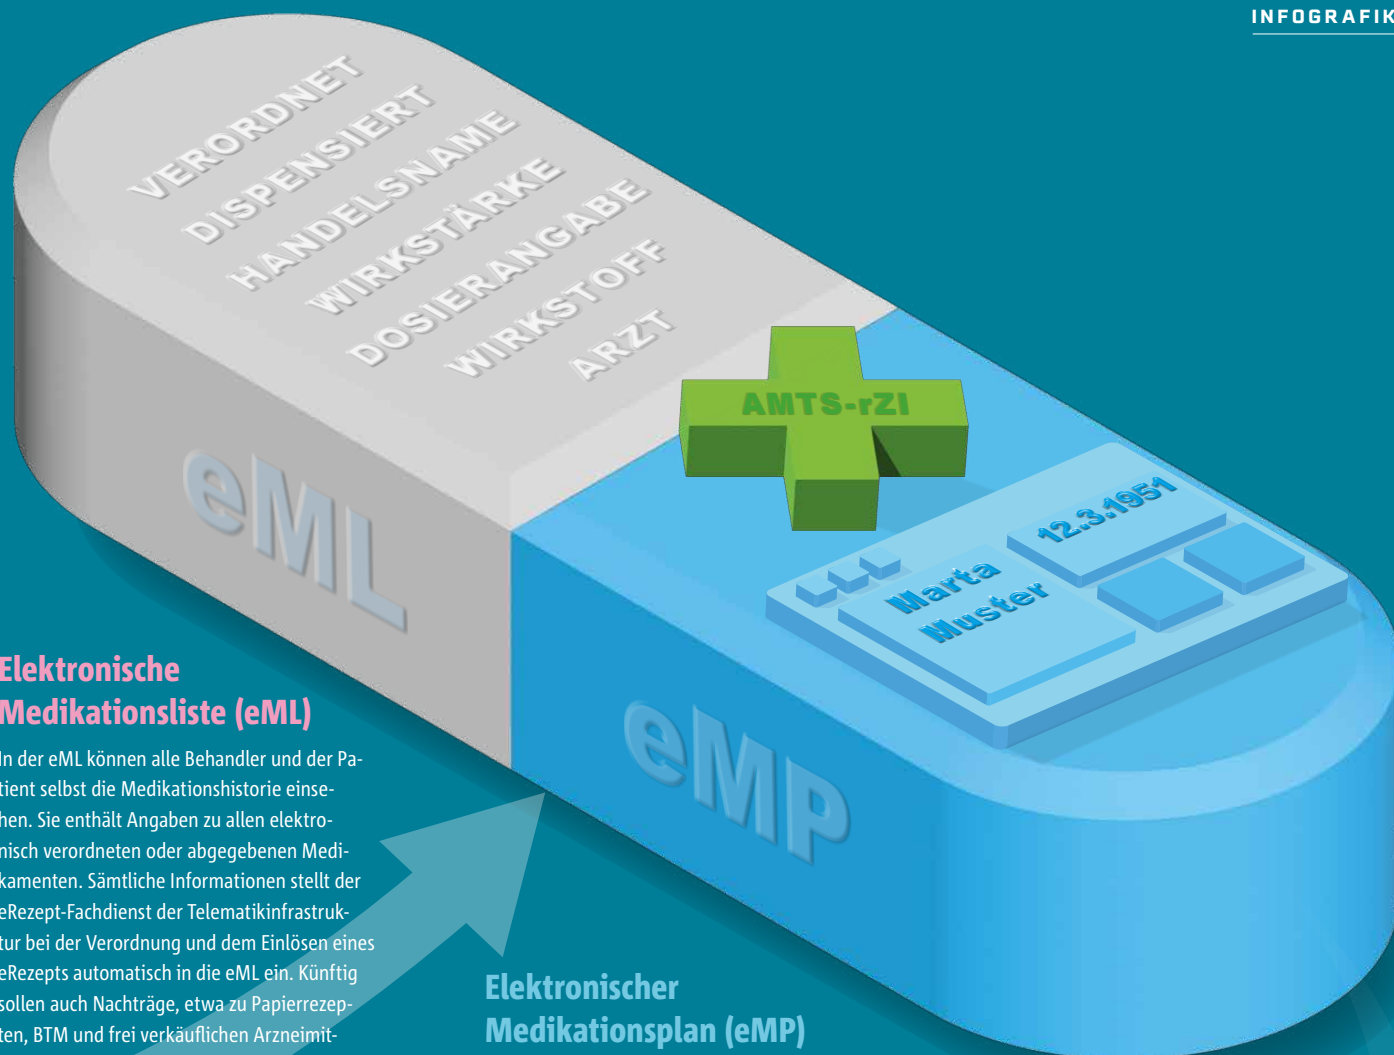 INFOGRAFIK
VERORDNET
DISPENSIERT
HANDELSNAME
WIRKSTÄRKE
DOSIERANGABE
WIRKSTOFF
ARZT
AMTS-rZI
12.3.1951
Marta
Muster
eML
eMP
Elektronische
Medikationsliste (eML)
In der eML können alle Behandler und der Pa-
tient selbst die Medikationshistorie einse-
hen. Sie enthält Angaben zu allen elektro-
nisch verordneten oder abgegebenen Medi-
kamenten. Sämtliche Informationen stellt der
eRezept-Fachdienst der Telematikinfrastruk-
tur bei der Verordnung und dem Einlösen eines
eRezepts automatisch in die eML ein. Künftig
sollen auch Nachträge, etwa zu Papierrezep-
ten, BTM und frei verkäuflichen Arzneimit-
Elektronischer
Medikationsplan (eMP)